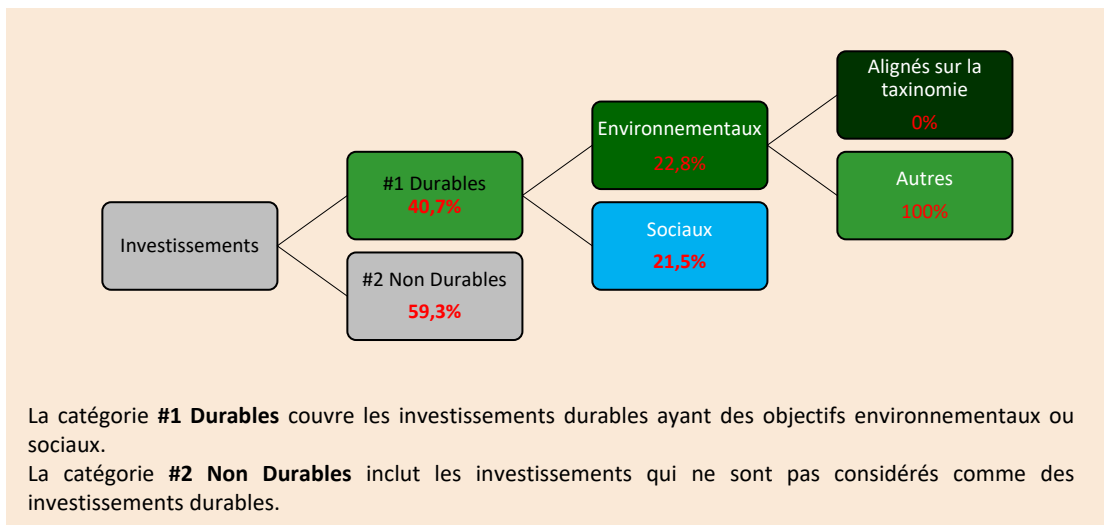 Investissements
#1 Durables
40,7%
#2 Non Durables
59,3%
Environnementaux
22,8%
Sociaux
21,5%
Alignés sur la
taxinomie
0%
Autres
100%
La catégorie #1 Durables couvre les investissements durables ayant des objectifs environnementaux ou
sociaux.
La catégorie #2 Non Durables inclut les investissements qui ne sont pas considérés comme des
investissements durables.